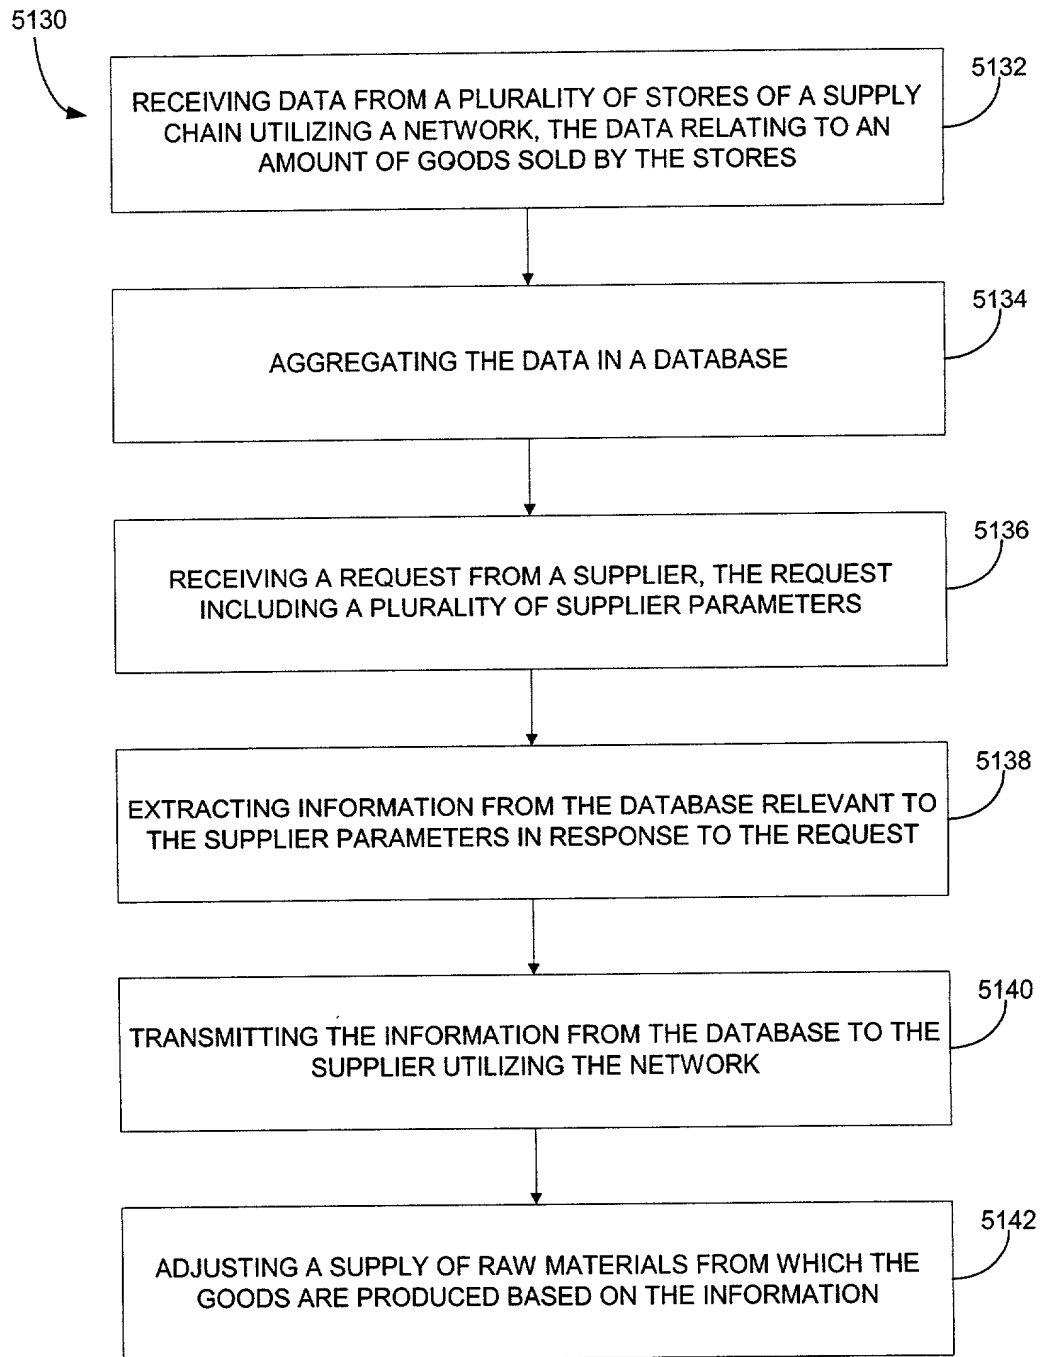 5130
5132
RECEIVING DATA FROM A PLURALITY OF STORES OF A SUPPLY
CHAIN UTILIZING A NETWORK, THE DATA RELATING TO AN
AMOUNT OF GOODS SOLD BY THE STORES
5134
AGGREGATING THE DATA IN A DATABASE
5136
RECEIVING A REQUEST FROM A SUPPLIER, THE REQUEST
INCLUDING A PLURALITY OF SUPPLIER PARAMETERS
5138
EXTRACTING INFORMATION FROM THE DATABASE RELEVANT TO
THE SUPPLIER PARAMETERS IN RESPONSE TO THE REQUEST
5140
TRANSMITTING THE INFORMATION FROM THE DATABASE TO THE
SUPPLIER UTILIZING THE NETWORK
5142
ADJUSTING A SUPPLY OF RAW MATERIALS FROM WHICH THE
GOODS ARE PRODUCED BASED ON THE INFORMATION